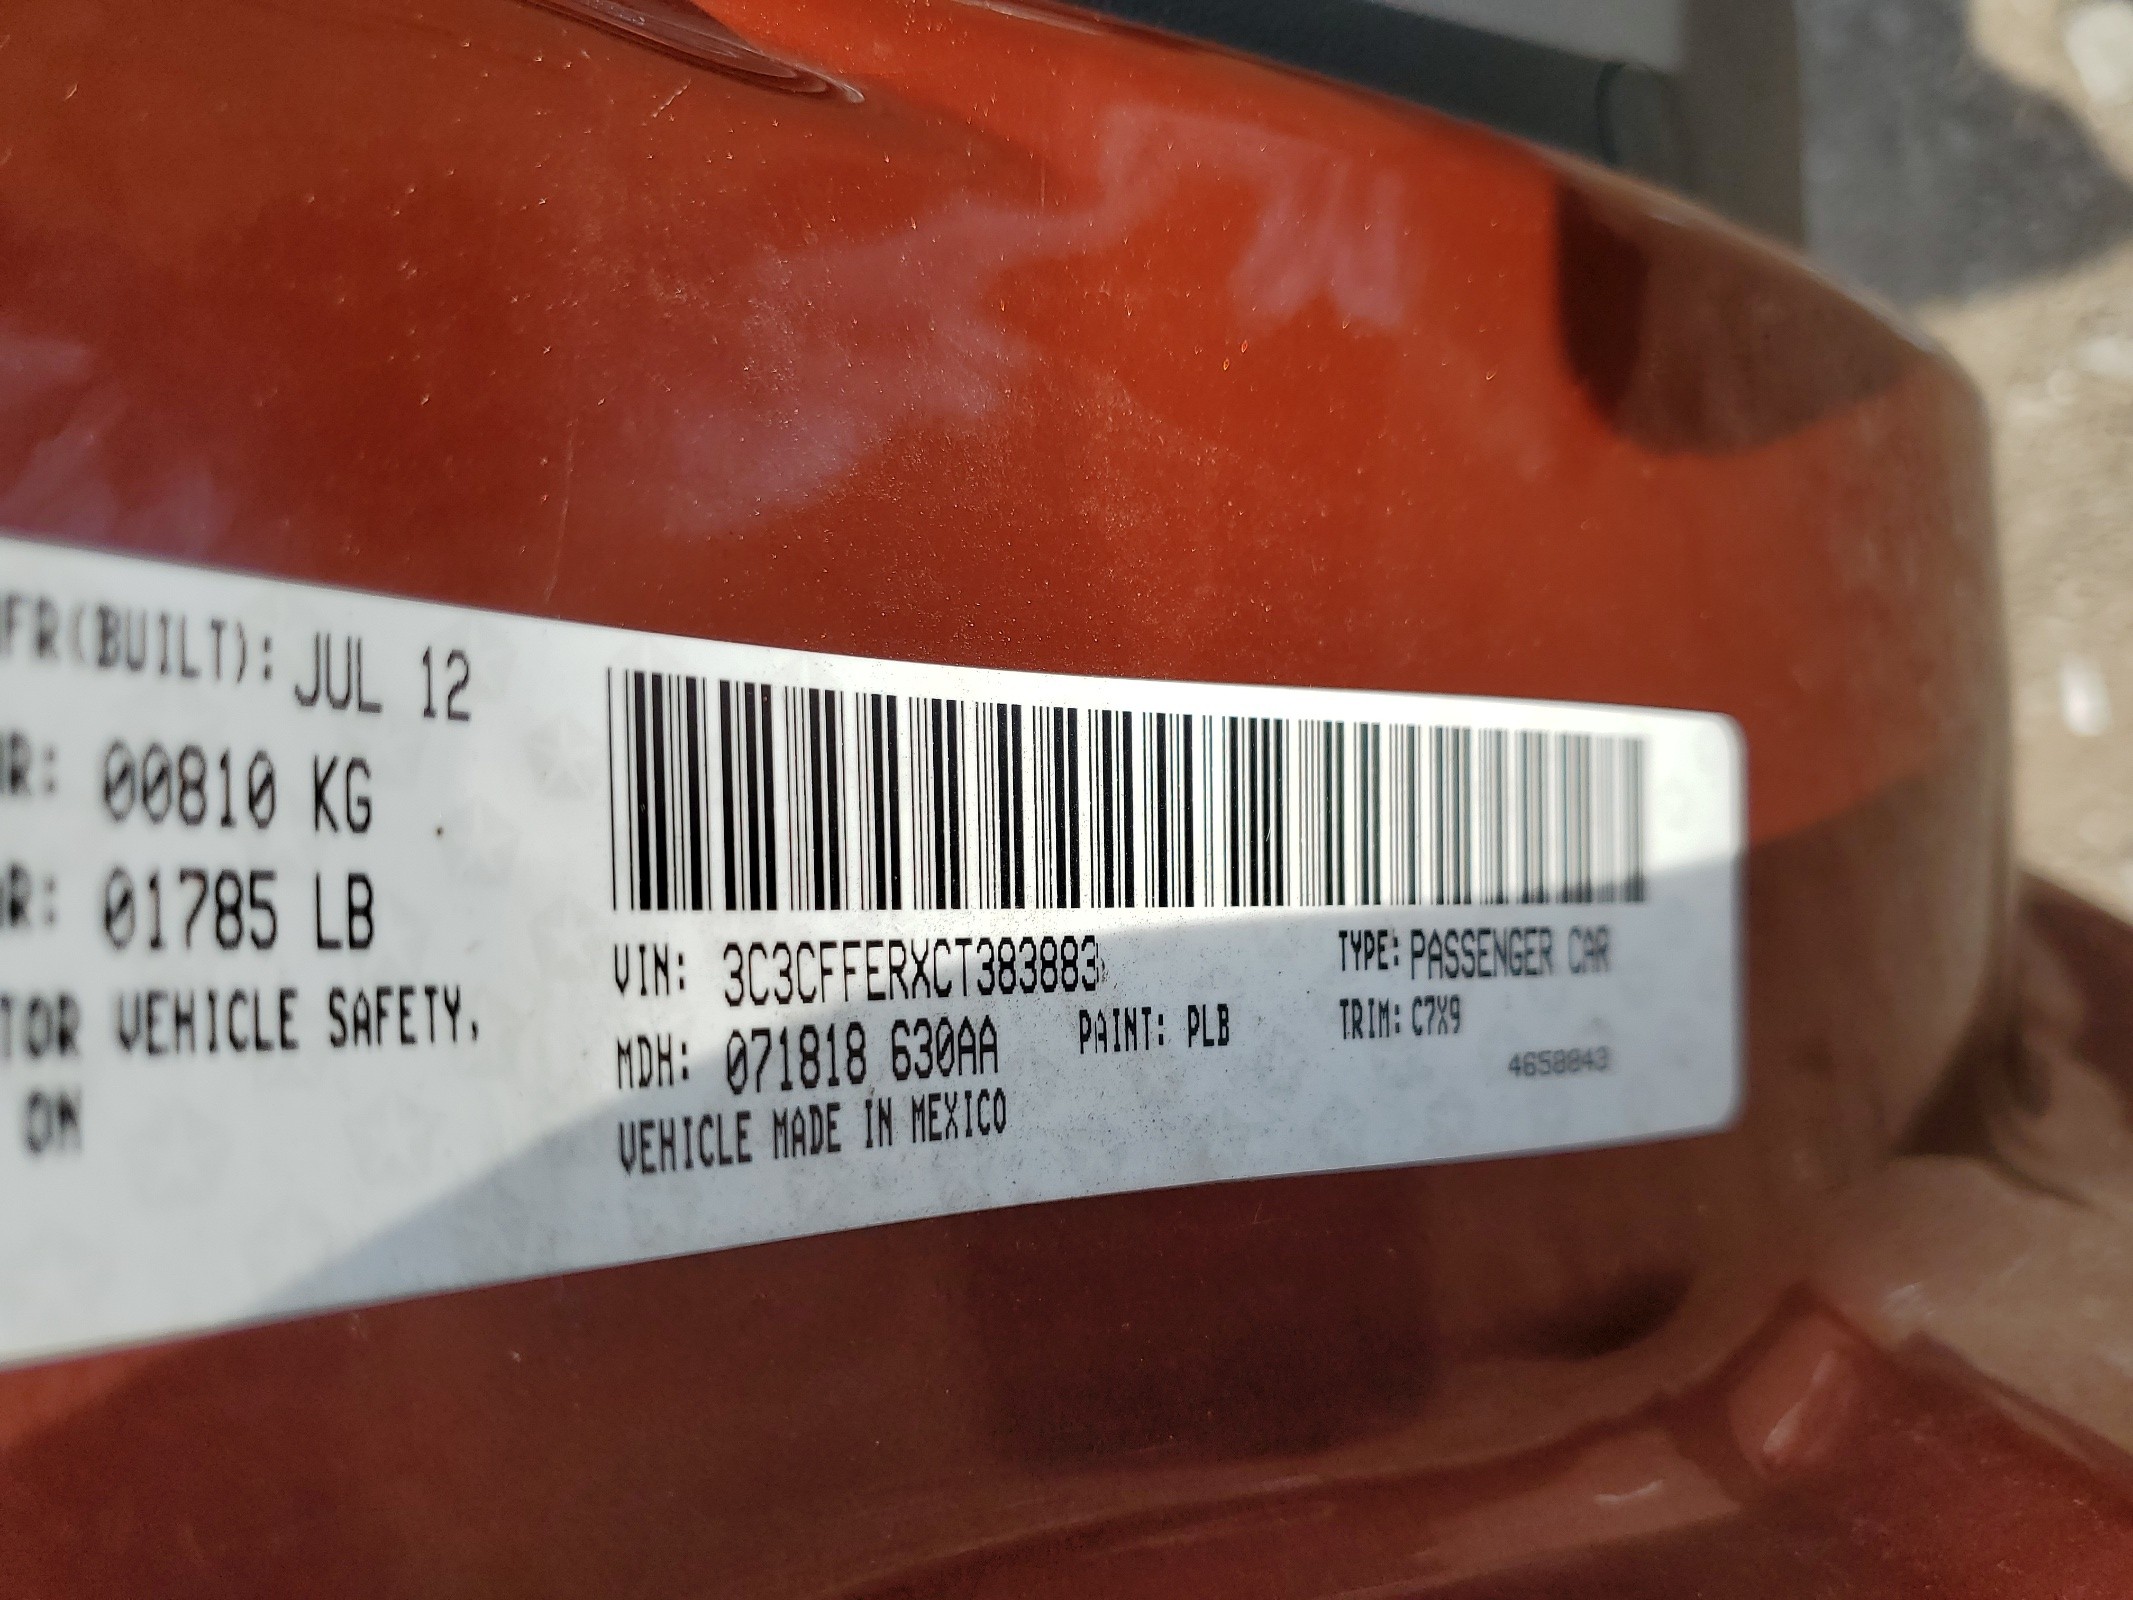 FR(BUILT): JUL 12
R: 00810 KG
R: 01785 LB
TOR VEHICLE SAFETY,
ON
VIN: 3C3CFFERXCT383883 TYPE: PASSENGER CAR
MDH: 071818 630AA PAINT: PLB TRIM: C7X9
VEHICLE MADE IN MEXICO 4658843